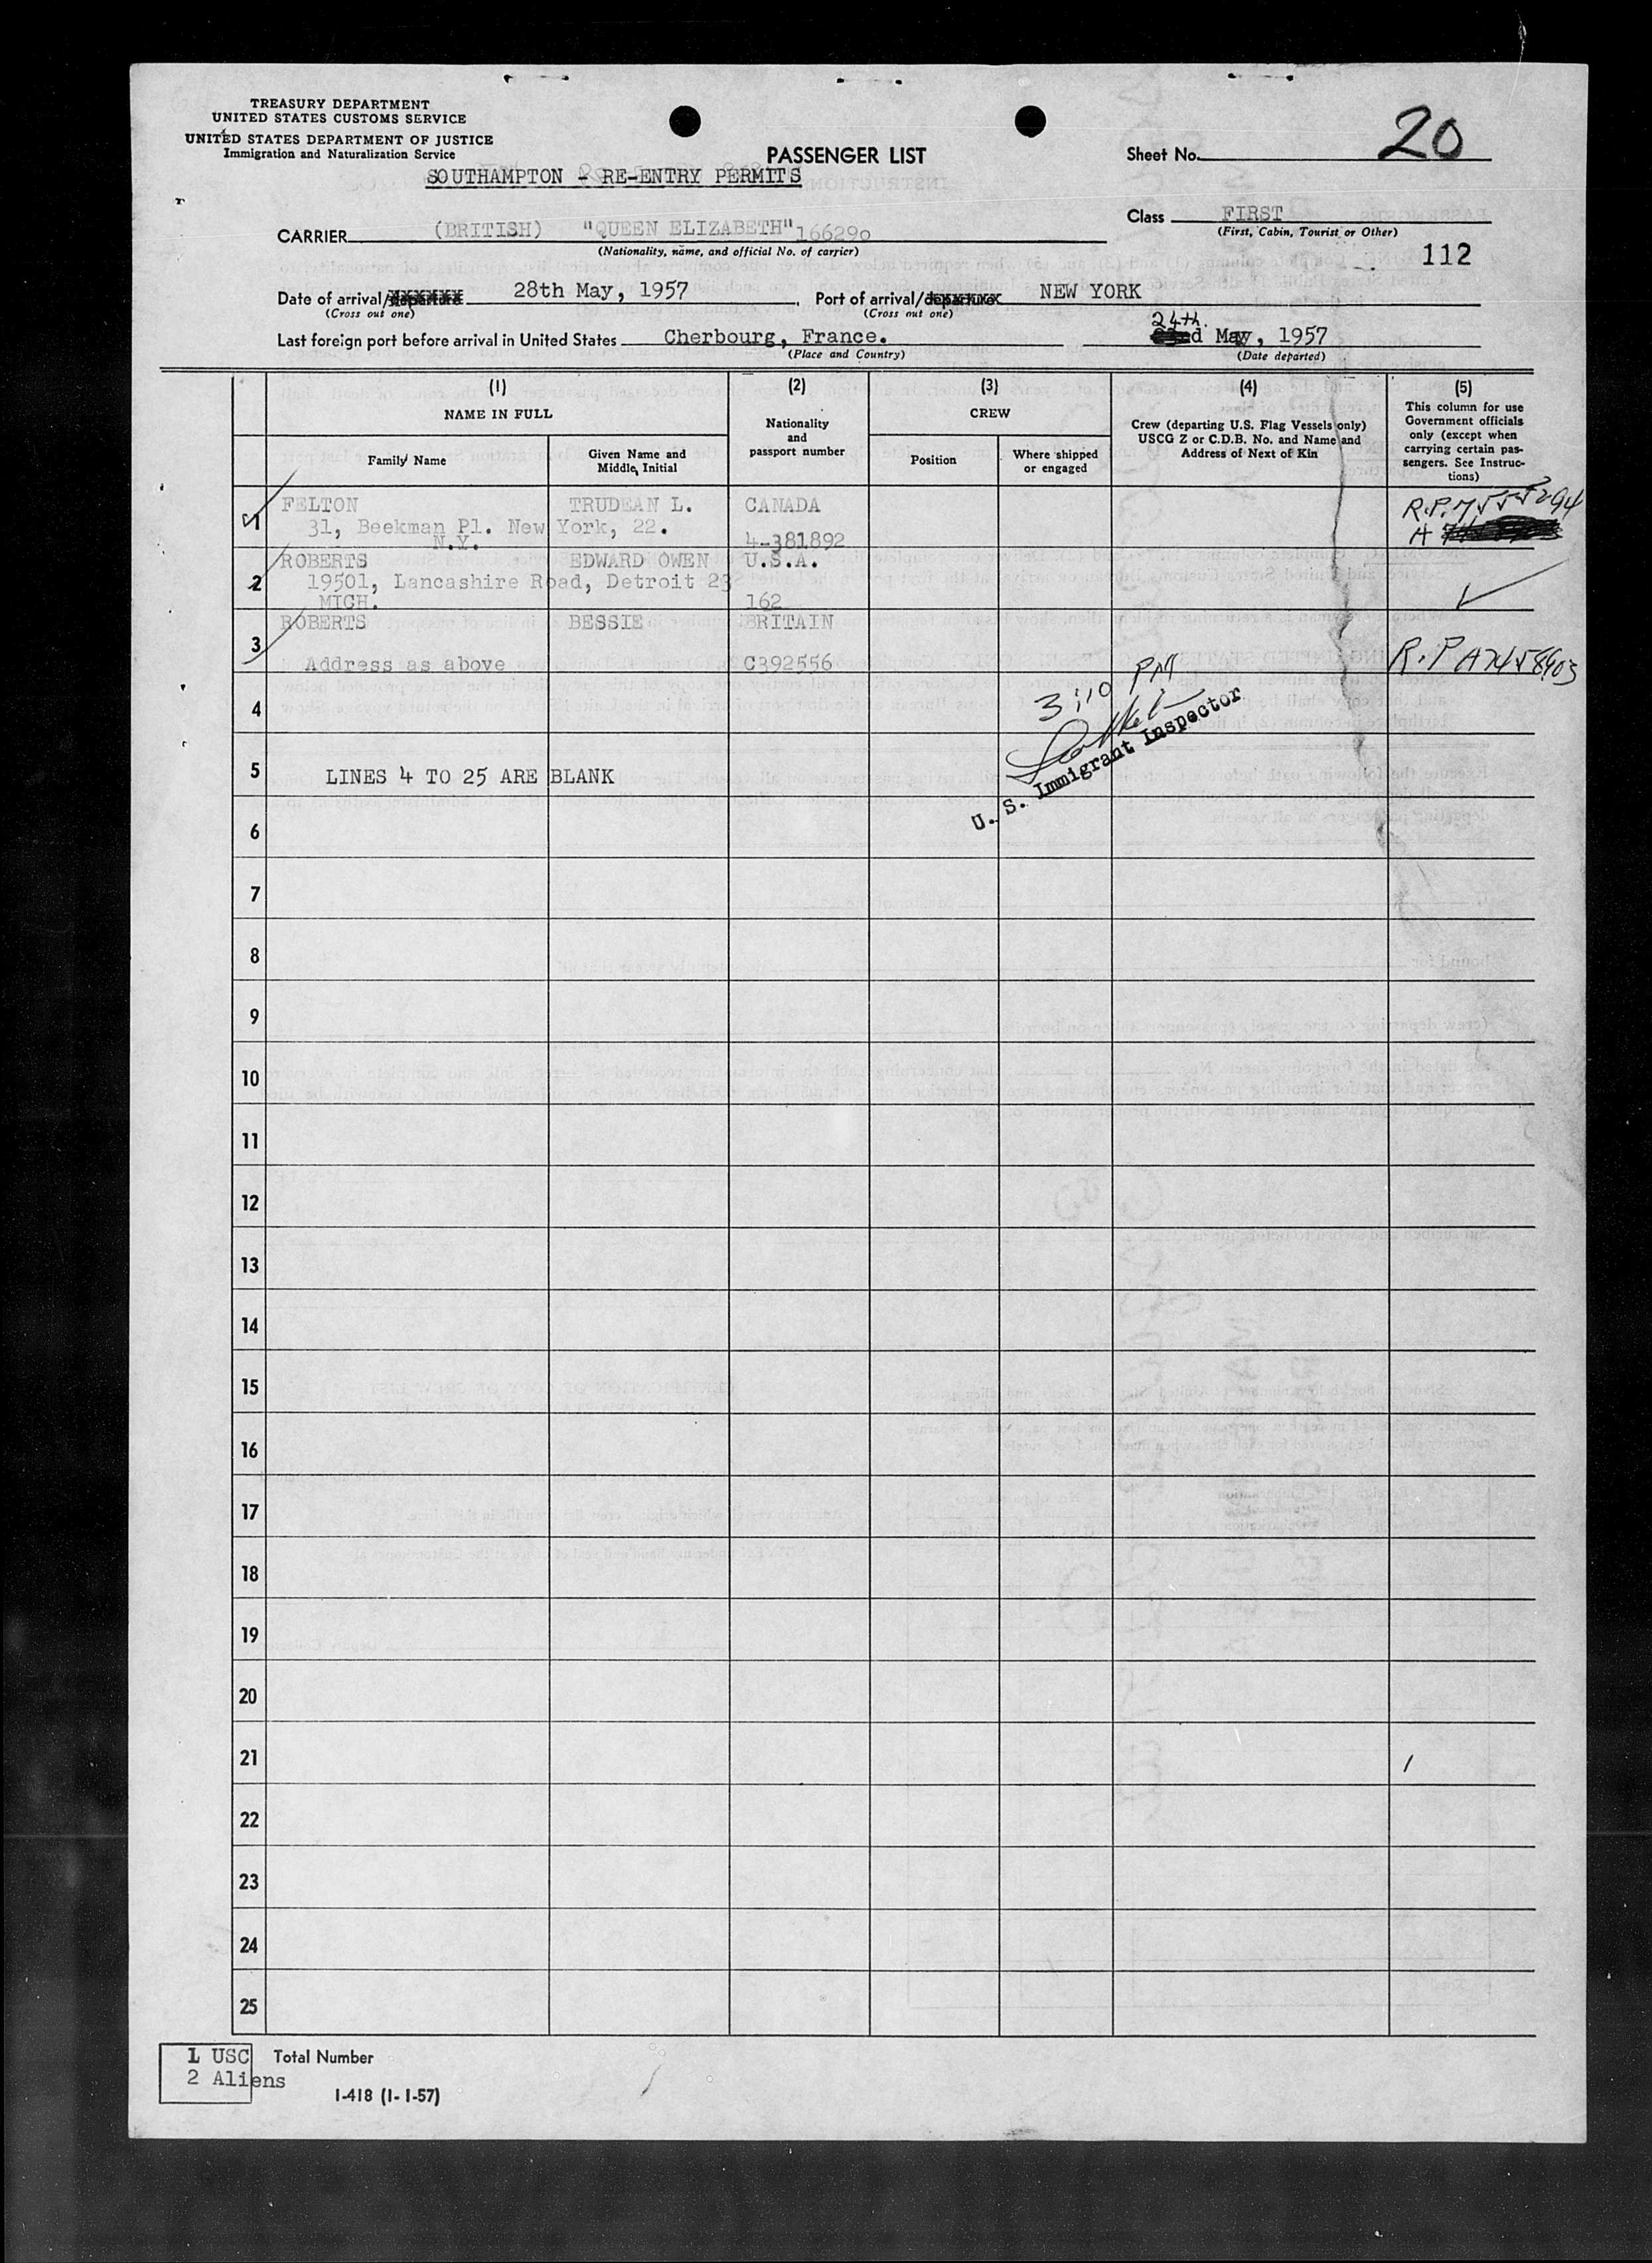 TREASURY DEPARTMENT
UNITED STATES CUSTOMS SERVICE
UNITED STATES DEPARTMENT OF JUSTICE
Immigration and Naturalization Service
PASSENGER LIST
Sheet No. 20
SOUTHAMPTON - RE-ENTRY PERMITS
Class FIRST
(First, Cabin, Tourist or Other)
CARRIER (BRITISH) "QUEEN ELIZABETH" 166290
(Nationality, name, and official No. of carrier)
112
Date of arrival/departure 28th May, 1957, Port of arrival/departure NEW YORK
(Cross out one) (Cross out one)
24th.
Last foreign port before arrival in United States Cherbourg, France. d May, 1957
(Place and Country) (Date departed)
(1) (2) (3) (4) (5)
NAME IN FULL
Family Name
Given Name and Middle Initial
Nationality and passport number
CREW
Position
Where shipped or engaged
Crew (departing U.S. Flag Vessels only)
USCG Z or C.D.B. No. and Name and
Address of Next of Kin
This column for use
Government officials
only (except when
carrying certain pas-
sengers. See Instruc-
tions)
1 FELTON TRUDEAN L. CANADA
31, Beekman Pl. New York, 22.
N.Y. 4-381892
A
2 ROBERTS EDWARD OWEN U.S.A.
19501, Lancashire Road, Detroit 23
MICH. 162
3 ROBERTS BESSIE BRITAIN
Address as above C392556 R.P
4
3:10 PM
U. S. Immigrant Inspector
5 LINES 4 TO 25 ARE BLANK
6
7
8
9
10
11
12
13
14
15
16
17
18
19
20
21
22
23
24
25
1 USC Total Number
2 Aliens
I-418 (1-1-57)